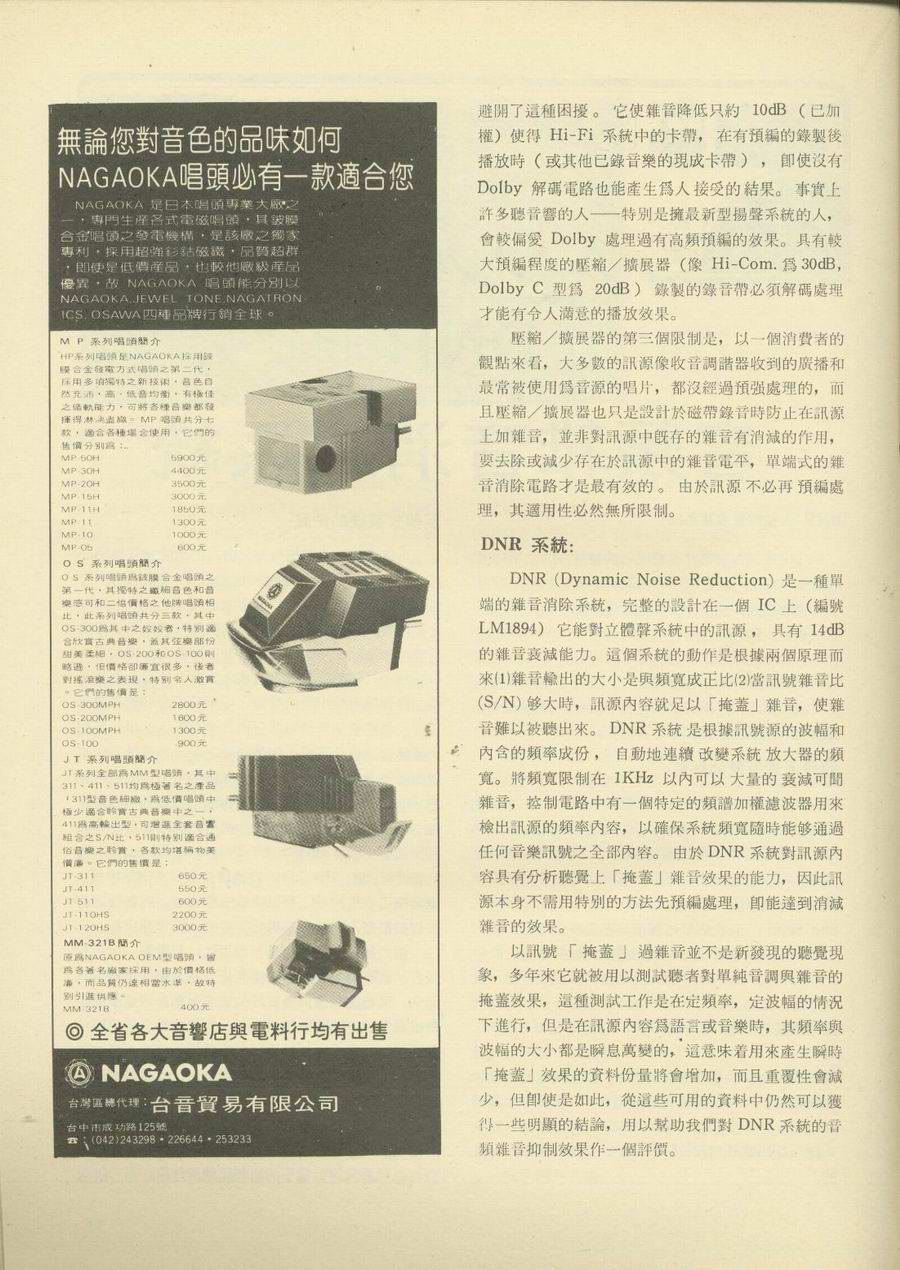 無論您對音色的品味如何
NAGAOKA唱頭必有一款適合您
NAGAOKA 是日本唱頭專業大廠之
一，專門生產各式電磁唱頭，其鈹膜
合金唱頭之發電機構，是該廠之獨家
專利，採用超強釤鈷磁鐵，品質超群
，即使是低價產品，也較他廠級產品
優異，故 NAGAOKA 唱頭能分別以
NAGAOKA.JEWEL TONE.NAGATRON
ICS. OSAWA四種品牌行銷全球。
M P 系列唱頭簡介
HP系列唱頭是NAGAOKA採用鈹
膜合金發電方式唱頭之第二代，
採用多項獨特之新技術，音色自
然充沛，高、低音均衡，有極佳
之循軌能力，可將各種音樂都發
揮得淋漓盡緻。MP唱頭共分七
款，適合各種場合使用，它們的
售價分別為：
MP-50H 5900元
MP-30H 4400元
MP-20H 3500元
MP-15H 3000元
MP-11H 1850元
MP-11 1300元
MP-10 1000元
MP-05 600元
O S 系列唱頭簡介
O S 系列唱頭為鈹膜合金唱頭之
第一代，其獨特之纖細音色和音
樂感可和二倍價格之他牌唱頭相
比，此系列唱頭共分三款，其中
OS-300為其中之姣姣者，特別適
合欣賞古典音樂，蓋其弦樂部份
甜美柔細，OS-200和OS-100則
略遜，但價格卻廉宜很多，後者
對搖滾樂之表現，特別令人激賞
。它們的售價是：
OS-300MPH 2800元
OS-200MPH 1600元
OS-100MPH 1300元
OS-100 900元
J T 系列唱頭簡介
JT系列全部為MM型唱頭，其中
311、411、511均為極著名之產品
，311型音色細緻，為低價唱頭中
極少適合聆賞古典音樂中之一，
411為高輸出型，可增進全套音響
組合之S/N比，511則特別適合通
俗音樂之聆賞，各款均堪稱物美
價廉。它們的售價是：
JT-311 650元
JT-411 550元
JT-511 600元
JT-110HS 2200元
JT-120HS 3000元
MM-321B簡介
原為NAGAOKA OEM型唱頭，曾
為各著名廠家採用，由於價格低
廉，而品質仍達相當水準，故特
別引進供應。
MM-321B 400元
◎ 全省各大音響店與電料行均有出售
NAGAOKA
台灣區總代理：台音貿易有限公司
台中市成功路125號
☎：(042)243298・226644・253233
避開了這種困擾。它使雜音降低只約 10dB (已加
權) 使得 Hi-Fi 系統中的卡帶，在有預編的錄製後
播放時 (或其他已錄音樂的現成卡帶)，卽使沒有
Dolby 解碼電路也能產生爲人接受的結果。事實上
許多聽音響的人——特別是擁最新型揚聲系統的人，
會較偏愛 Dolby 處理過有高頻預編的效果。具有較
大預編程度的壓縮／擴展器 (像 Hi-Com. 爲 30dB，
Dolby C 型爲 20dB) 錄製的錄音帶必須解碼處理
才能有令人滿意的播放效果。
壓縮／擴展器的第三個限制是，以一個消費者的
觀點來看，大多數的訊源像收音調諧器收到的廣播和
最常被使用爲音源的唱片，都沒經過預强處理的，而
且壓縮／擴展器也只是設計於磁帶錄音時防止在訊源
上加雜音，並非對訊源中旣存的雜音有消減的作用，
要去除或減少存在於訊源中的雜音電平，單端式的雜
音消除電路才是最有效的。由於訊源不必再預編處
理，其適用性必然無所限制。
DNR 系統:
DNR (Dynamic Noise Reduction) 是一種單
端的雜音消除系統，完整的設計在一個 IC 上 (編號
LM1894) 它能對立體聲系統中的訊源，具有 14dB
的雜音衰減能力。這個系統的動作是根據兩個原理而
來⑴雜音輸出的大小是與頻寬成正比⑵當訊號雜音比
(S/N) 够大時，訊源內容就足以「掩蓋」雜音，使雜
音難以被聽出來。 DNR 系統是根據訊號源的波幅和
內含的頻率成份，自動地連續改變系統放大器的頻
寬。將頻寬限制在 1KHz 以內可以大量的衰減可聞
雜音，控制電路中有一個特定的頻譜加權濾波器用來
檢出訊源的頻率內容，以確保系統頻寬隨時能够通過
任何音樂訊號之全部內容。由於 DNR 系統對訊源內
容具有分析聽覺上「掩蓋」雜音效果的能力，因此訊
源本身不需用特別的方法先預編處理，卽能達到消減
雜音的效果。
以訊號「掩蓋」過雜音並不是新發現的聽覺現
象，多年來它就被用以測試聽者對單純音調與雜音的
掩蓋效果，這種測試工作是在定頻率，定波幅的情況
下進行，但是在訊源內容爲語言或音樂時，其頻率與
波幅的大小都是瞬息萬變的，這意味着用來產生瞬時
「掩蓋」效果的資料份量將會增加，而且重覆性會減
少，但卽使是如此，從這些可用的資料中仍然可以獲
得一些明顯的結論，用以幫助我們對 DNR 系統的音
頻雜音抑制效果作一個評價。